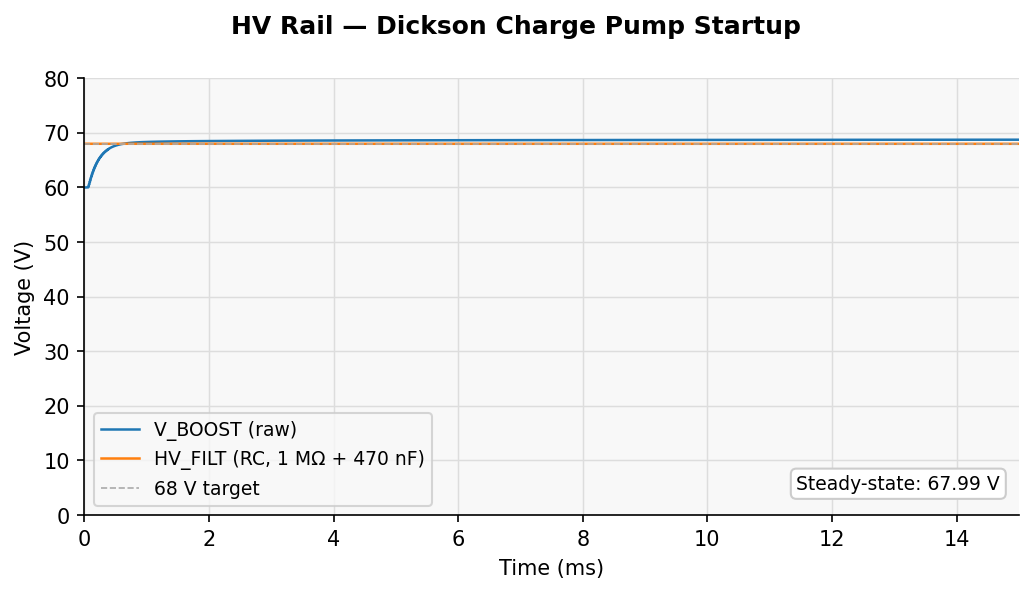 HV Rail — Dickson Charge Pump Startup
80
70
60
50
40
30
20
10
0
Voltage (V)
V_BOOST (raw)
HV_FILT (RC, 1 MΩ + 470 nF)
68 V target
Steady-state: 67.99 V
0 2 4 6 8 10 12 14
Time (ms)